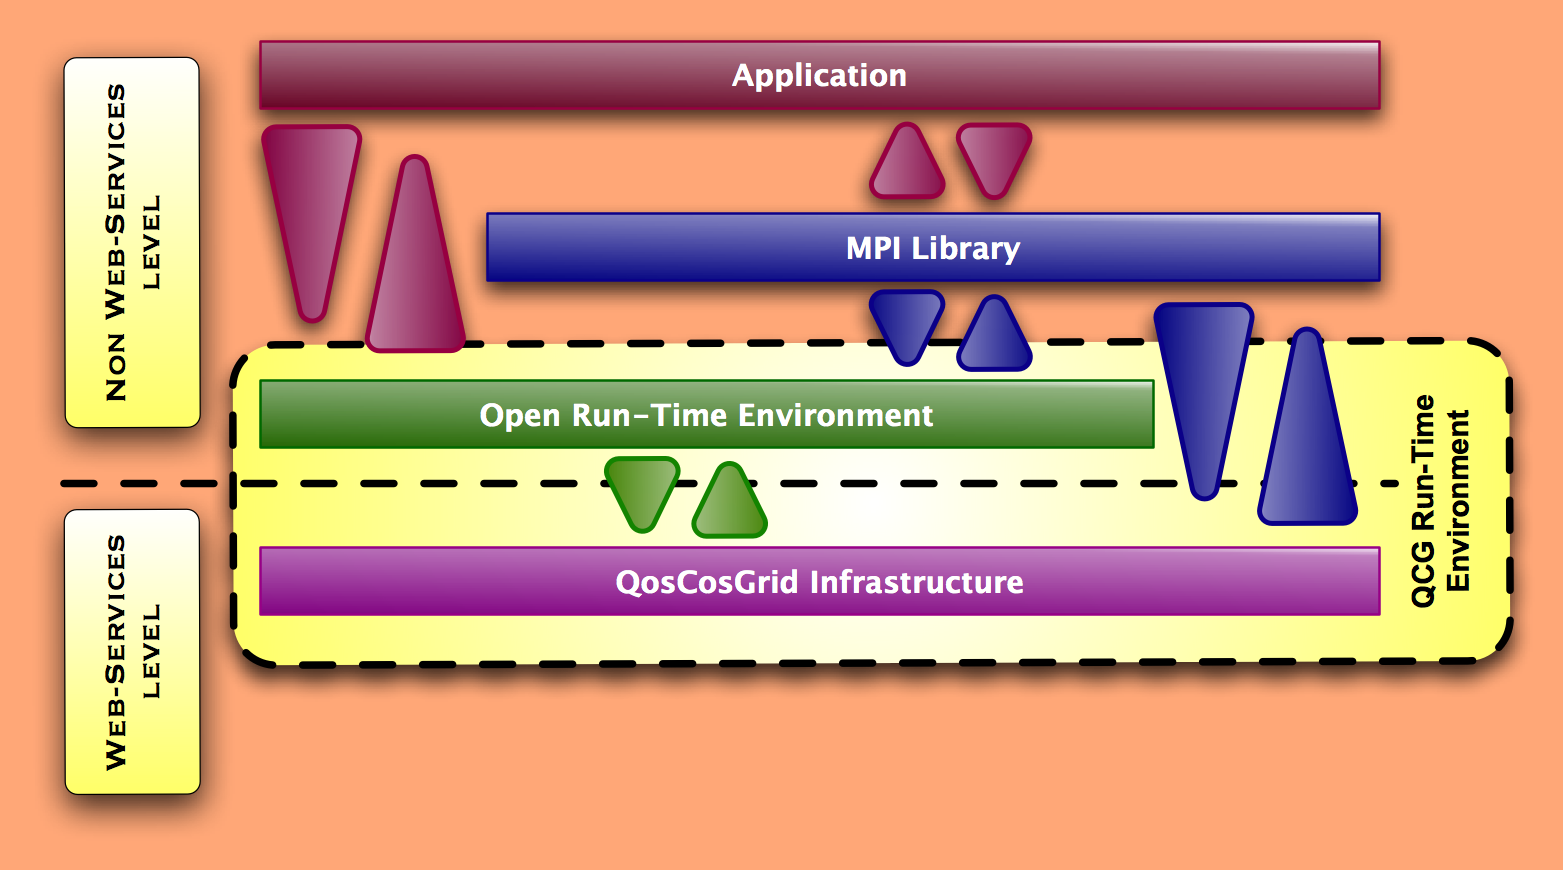 Non Web-Services
level
Application
MPI Library
Open Run-Time Environment
QCG Run-Time
Environment
Web-Services
level
QosCosGrid Infrastructure